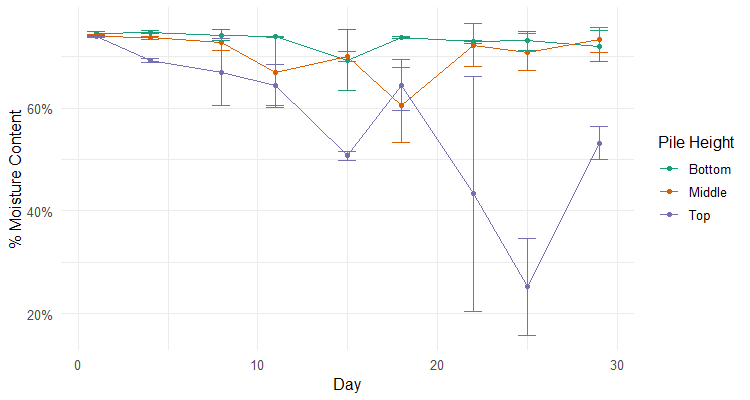 % Moisture Content
60%
40%
20%
0
10
20
30
Day
Pile Height
Bottom
Middle
Top